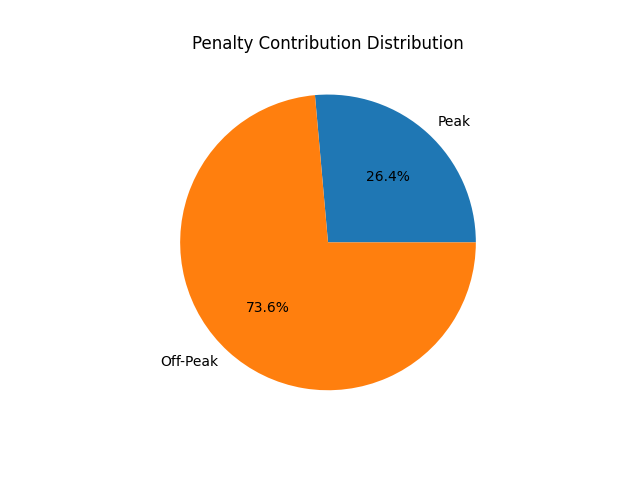 Penalty Contribution Distribution
Peak
26.4%
73.6%
Off-Peak